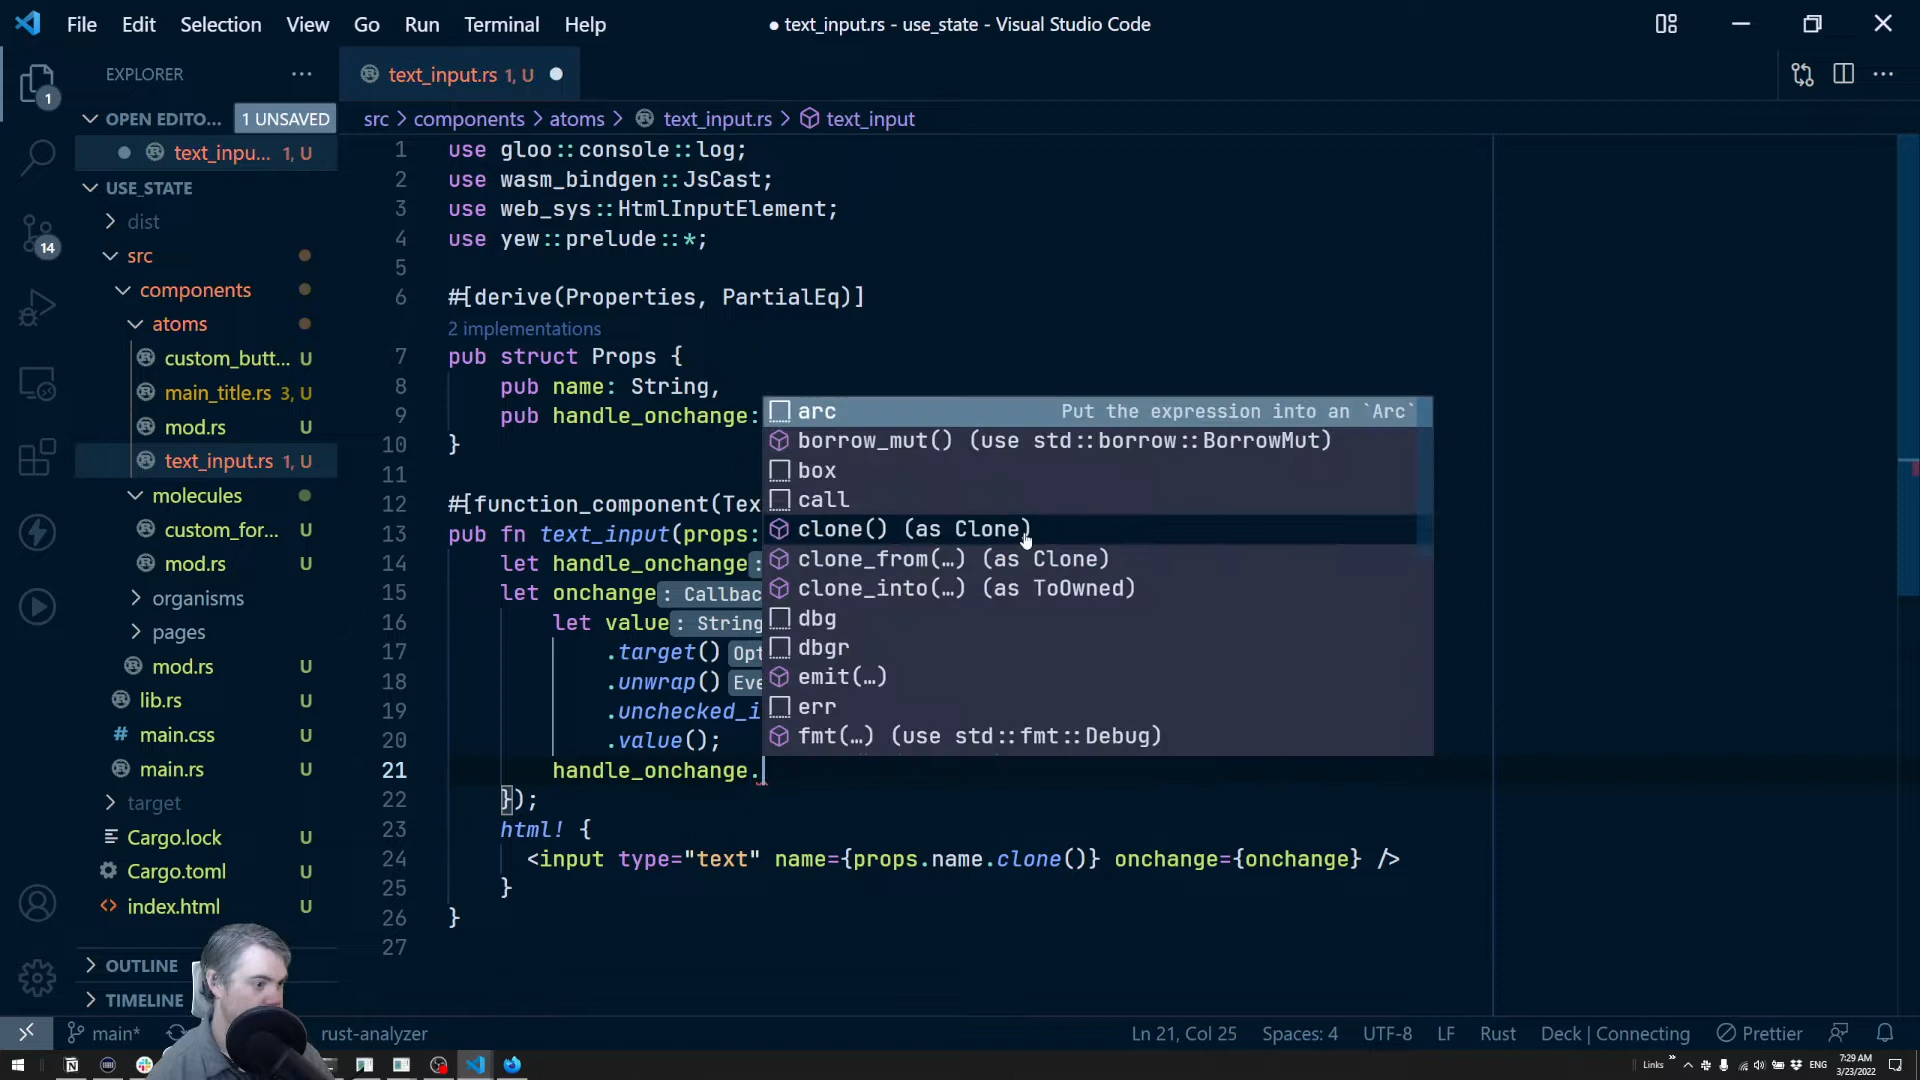 File Edit Selection View Go Run Terminal Help
● text_input.rs - use_state - Visual Studio Code
EXPLORER
text_input.rs 1, U
OPEN EDITO... 1 UNSAVED
text_inpu... 1, U
USE_STATE
dist
src
components
atoms
custom_butt... U
main_title.rs 3, U
mod.rs U
text_input.rs 1, U
molecules
custom_for... U
mod.rs U
organisms
pages
mod.rs U
lib.rs U
main.css U
main.rs U
target
Cargo.lock U
Cargo.toml U
index.html U
OUTLINE
TIMELINE
1
14
src > components > atoms > text_input.rs > text_input
1 use gloo::console::log;
2 use wasm_bindgen::JsCast;
3 use web_sys::HtmlInputElement;
4 use yew::prelude::*;
5
6 #[derive(Properties, PartialEq)]
2 implementations
7 pub struct Props {
8 pub name: String,
9 pub handle_onchange:
10 }
11
12 #[function_component(Tex
13 pub fn text_input(props:
14 let handle_onchange :
15 let onchange : Callbac
16 let value : String
17 .target() Opt
18 .unwrap() Eve
19 .unchecked_i
20 .value();
21 handle_onchange.
22 });
23 html! {
24 <input type="text" name={props.name.clone()} onchange={onchange} />
25 }
26 }
27
arc Put the expression into an `Arc`
borrow_mut() (use std::borrow::BorrowMut)
box
call
clone() (as Clone)
clone_from(…) (as Clone)
clone_into(…) (as ToOwned)
dbg
dbgr
emit(…)
err
fmt(…) (use std::fmt::Debug)
main* rust-analyzer Ln 21, Col 25 Spaces: 4 UTF-8 LF Rust Deck | Connecting Prettier
Links ENG
7:29 AM
3/23/2022